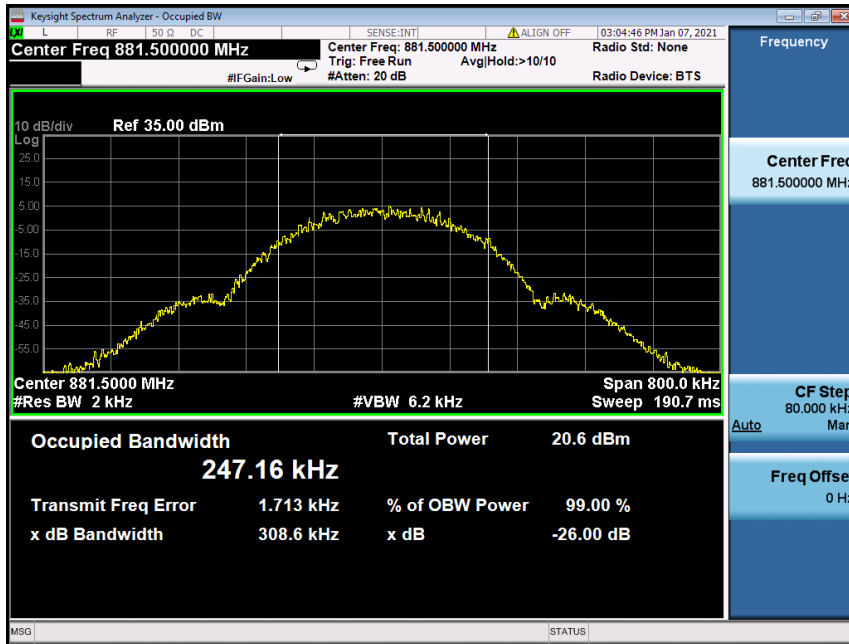 Keysight Spectrum Analyzer - Occupied BW
LXI L RF 50 Ω DC SENSE:INT ALIGN OFF 03:04:46 PM Jan 07, 2021
Center Freq 881.500000 MHz
Center Freq: 881.500000 MHz
Radio Std: None
Trig: Free Run Avg|Hold:>10/10
#IFGain:Low
#Atten: 20 dB
Radio Device: BTS
10 dB/div Ref 35.00 dBm
Log
25.0
15.0
5.00
-5.00
-15.0
-25.0
-35.0
-45.0
-55.0
Center 881.5000 MHz Span 800.0 kHz
#Res BW 2 kHz #VBW 6.2 kHz Sweep 190.7 ms
Occupied Bandwidth Total Power 20.6 dBm
247.16 kHz
Transmit Freq Error 1.713 kHz % of OBW Power 99.00 %
x dB Bandwidth 308.6 kHz x dB -26.00 dB
MSG STATUS
Frequency
Center Freq
881.500000 MHz
CF Step
80.000 kHz
Auto Man
Freq Offset
0 Hz